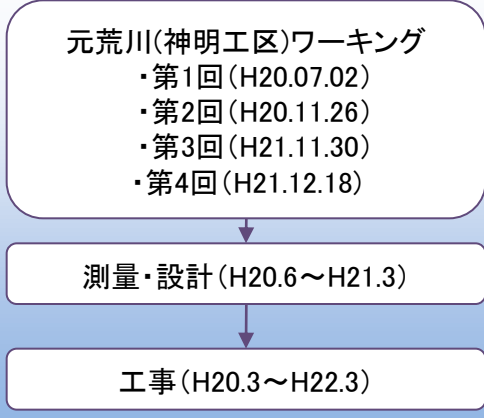 元荒川(神明工区)ワーキング
・第1回(H20.07.02)
・第2回(H20.11.26)
・第3回(H21.11.30)
・第4回(H21.12.18)
測量・設計(H20.6～H21.3)
工事(H20.3～H22.3)